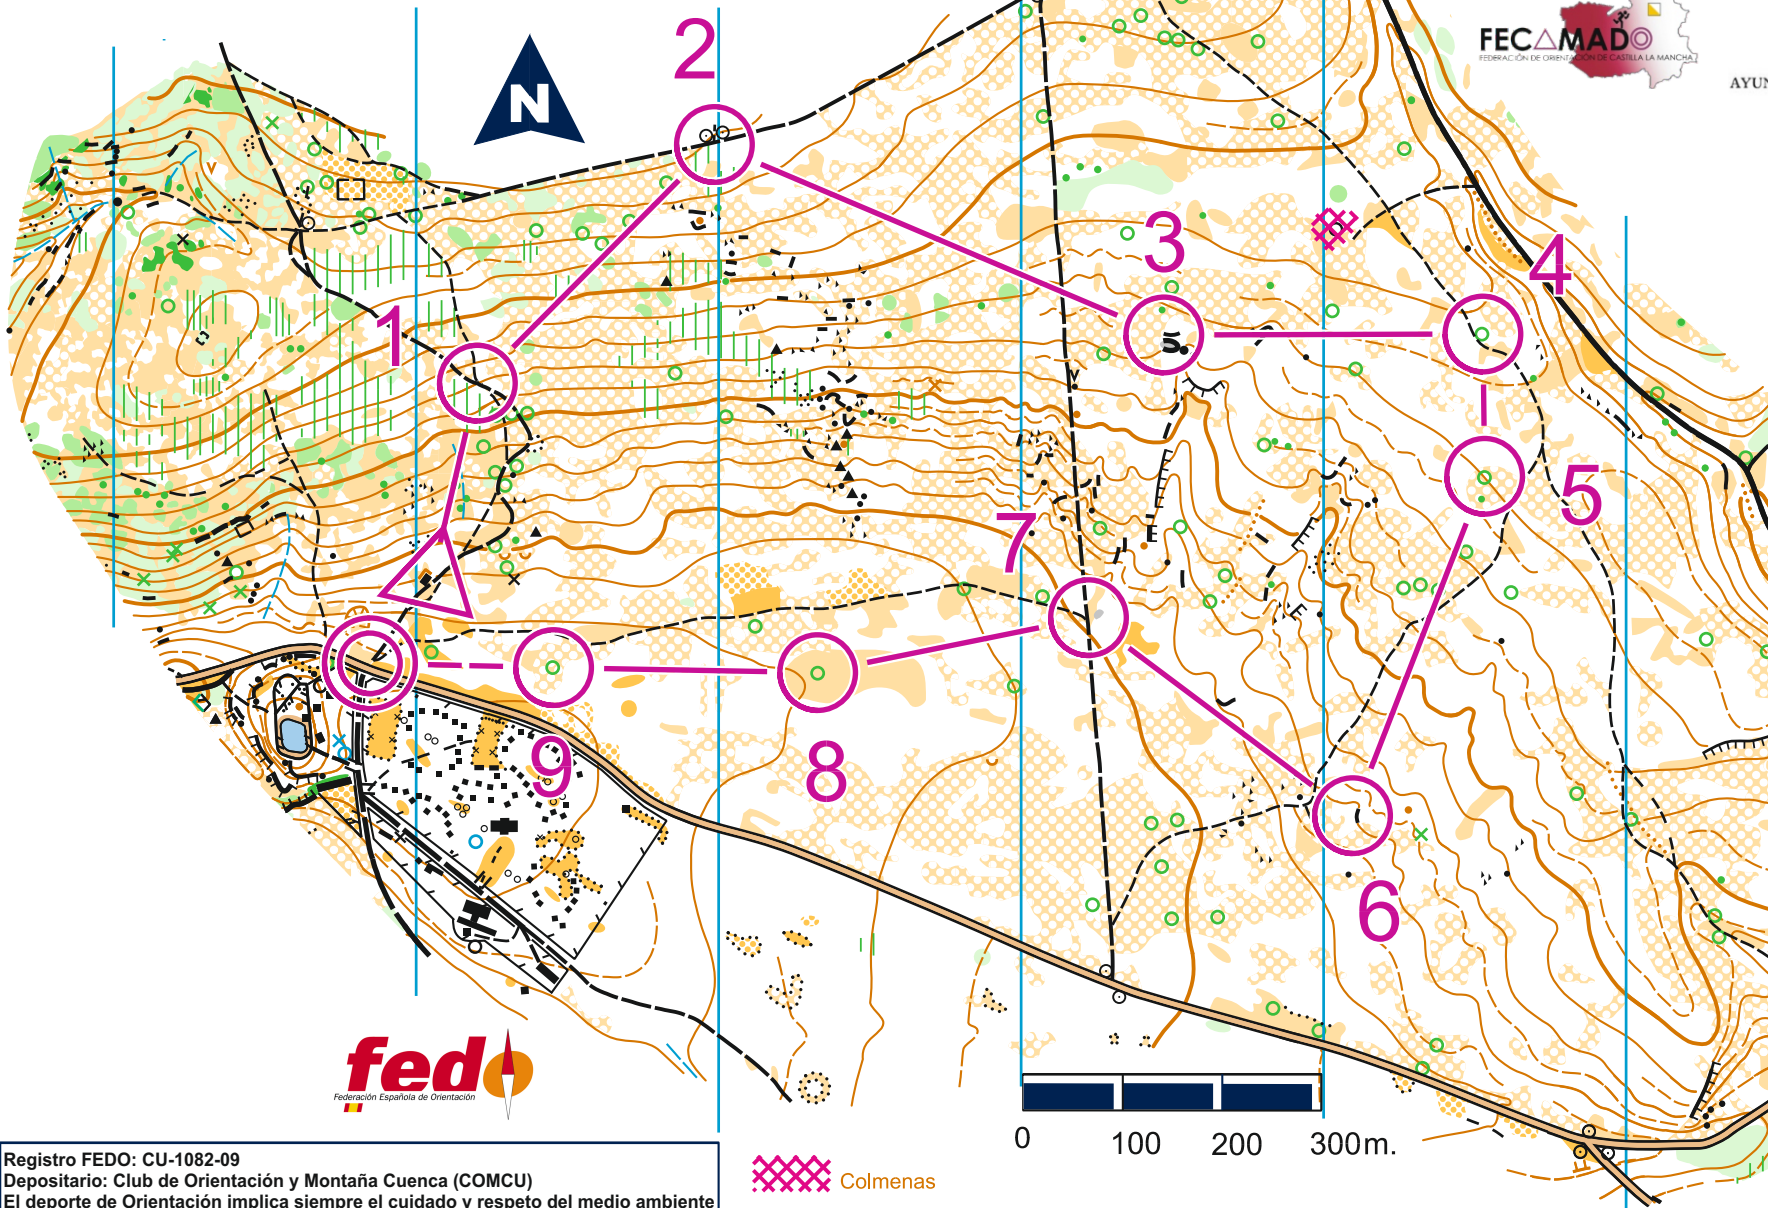 FECAMADO
FEDERACIÓN DE ORIENTACIÓN DE CASTILLA LA MANCHA
AYUN
N
2
3
4
1
5
7
6
8
9
fedo
Federación Española de Orientación
0 100 200 300m.
Registro FEDO: CU-1082-09
Depositario: Club de Orientación y Montaña Cuenca (COMCU)
El deporte de Orientación implica siempre el cuidado y respeto del medio ambiente
Colmenas